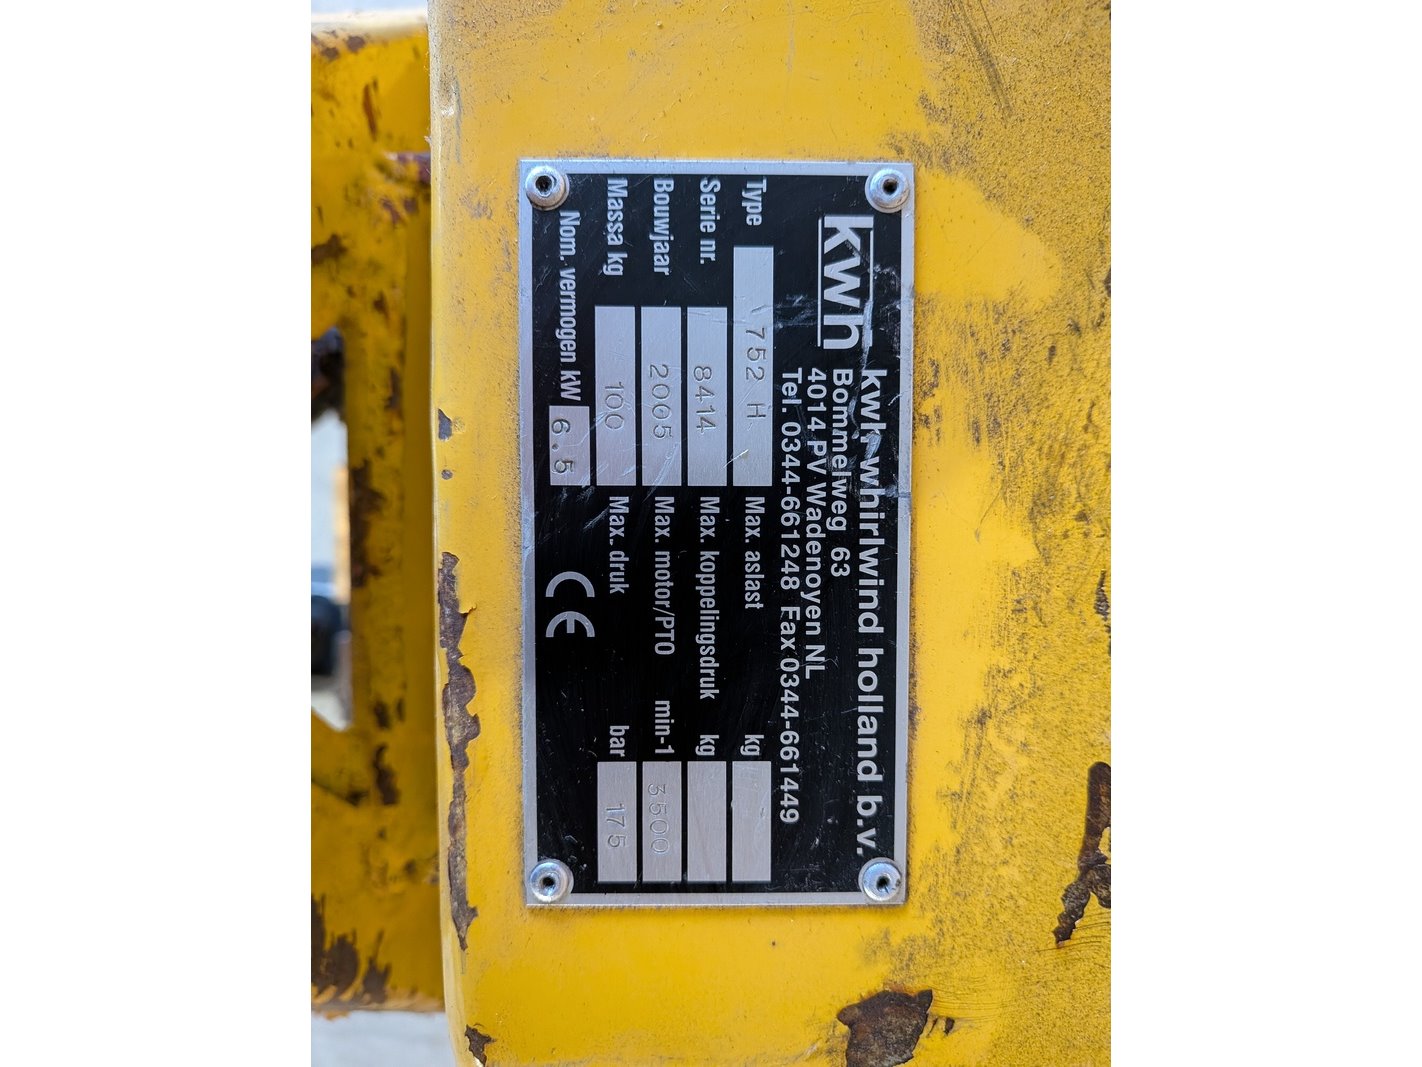 kwh
kwh whirlwind holland b.v.
Bommelweg 63
4014 PV Wadenoyen NL
Tel. 0344-661248 Fax 0344-661449
Type 752 H Max. aslast kg
Serie nr. 8414 Max. koppelingsdruk kg
Bouwjaar 2005 Max. motor/PTO min-1 3500
Massa kg 100 Max. druk bar 175
Nom. vermogen kW 6.5 CE